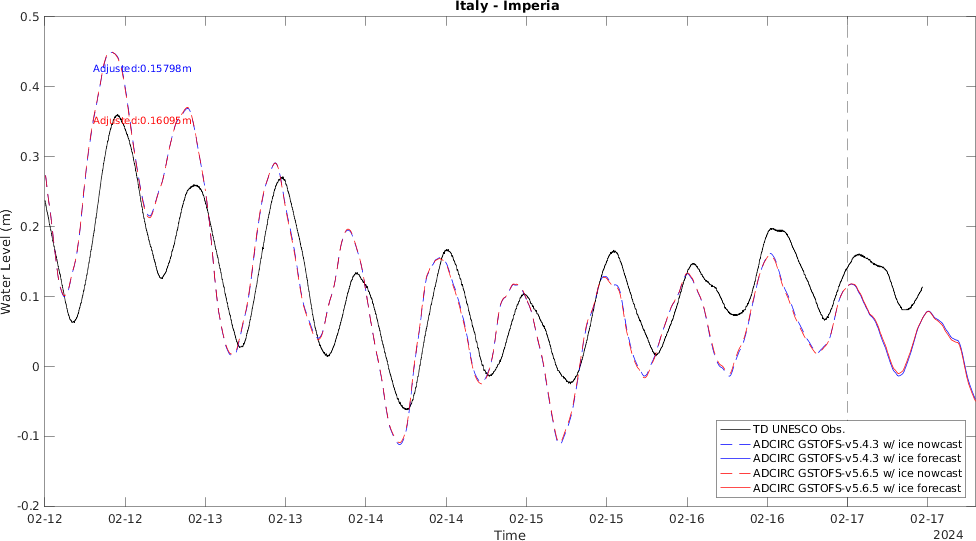 Italy - Imperia
0.5
0.4
0.3
0.2
0.1
0
-0.1
-0.2
Water Level (m)
Adjusted:0.15798m
Adjusted:0.16095m
TD UNESCO Obs.
ADCIRC GSTOFS-v5.4.3 w/ ice nowcast
ADCIRC GSTOFS-v5.4.3 w/ ice forecast
ADCIRC GSTOFS-v5.6.5 w/ ice nowcast
ADCIRC GSTOFS-v5.6.5 w/ ice forecast
02-12 02-12 02-13 02-13 02-14 02-14 02-15 02-15 02-16 02-16 02-17 02-17
Time
2024